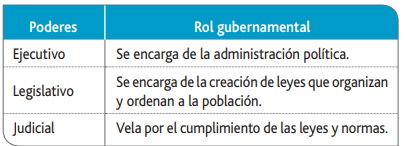 Poderes Rol gubernamental
Ejecutivo Se encarga de la administración política.
Legislativo Se encarga de la creación de leyes que organizan
y ordenan a la población.
Judicial Vela por el cumplimiento de las leyes y normas.